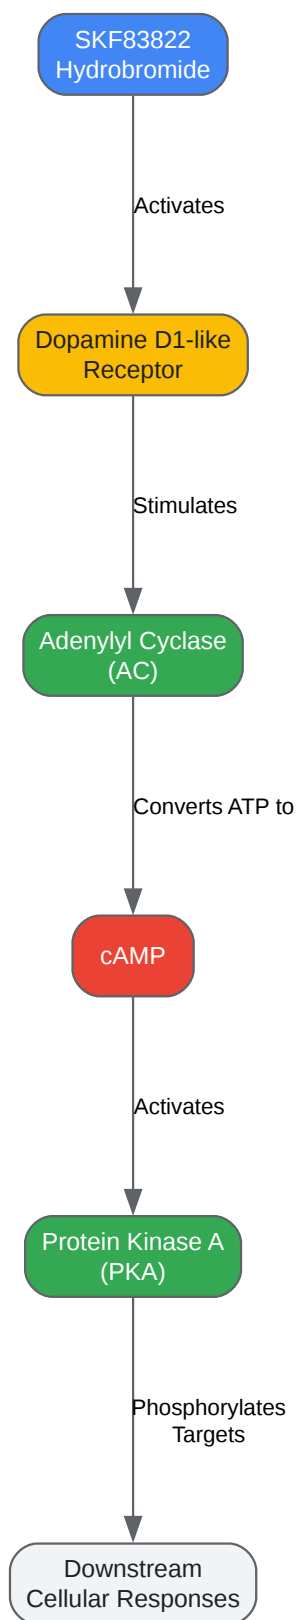 SKF83822
Hydrobromide
Activates
Dopamine D1-like
Receptor
Stimulates
Adenylyl Cyclase
(AC)
Converts ATP to
cAMP
Activates
Protein Kinase A
(PKA)
Phosphorylates
Targets
Downstream
Cellular Responses